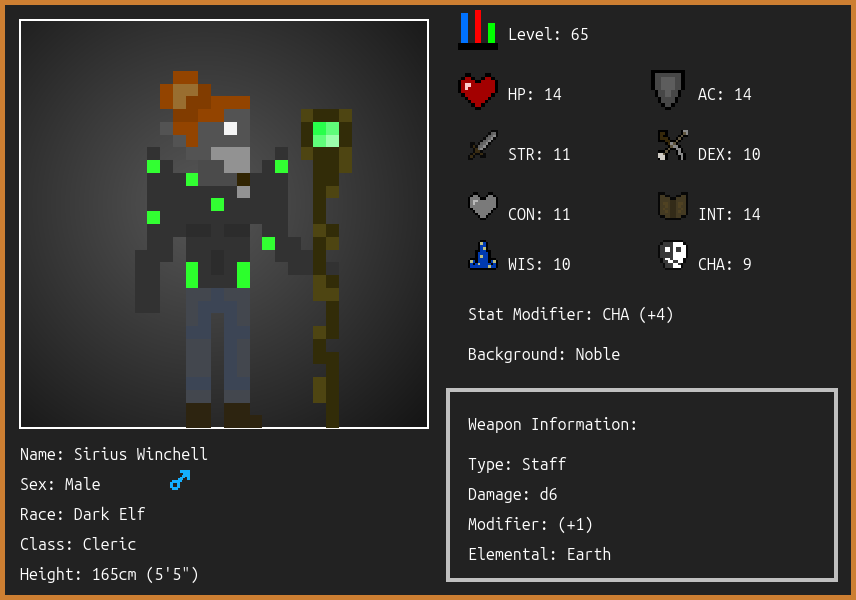 Level: 65
HP: 14
AC: 14
STR: 11
DEX: 10
CON: 11
INT: 14
WIS: 10
CHA: 9
Stat Modifier: CHA (+4)
Background: Noble
Weapon Information:
Type: Staff
Damage: d6
Modifier: (+1)
Elemental: Earth
Name: Sirius Winchell
Sex: Male
Race: Dark Elf
Class: Cleric
Height: 165cm (5'5")